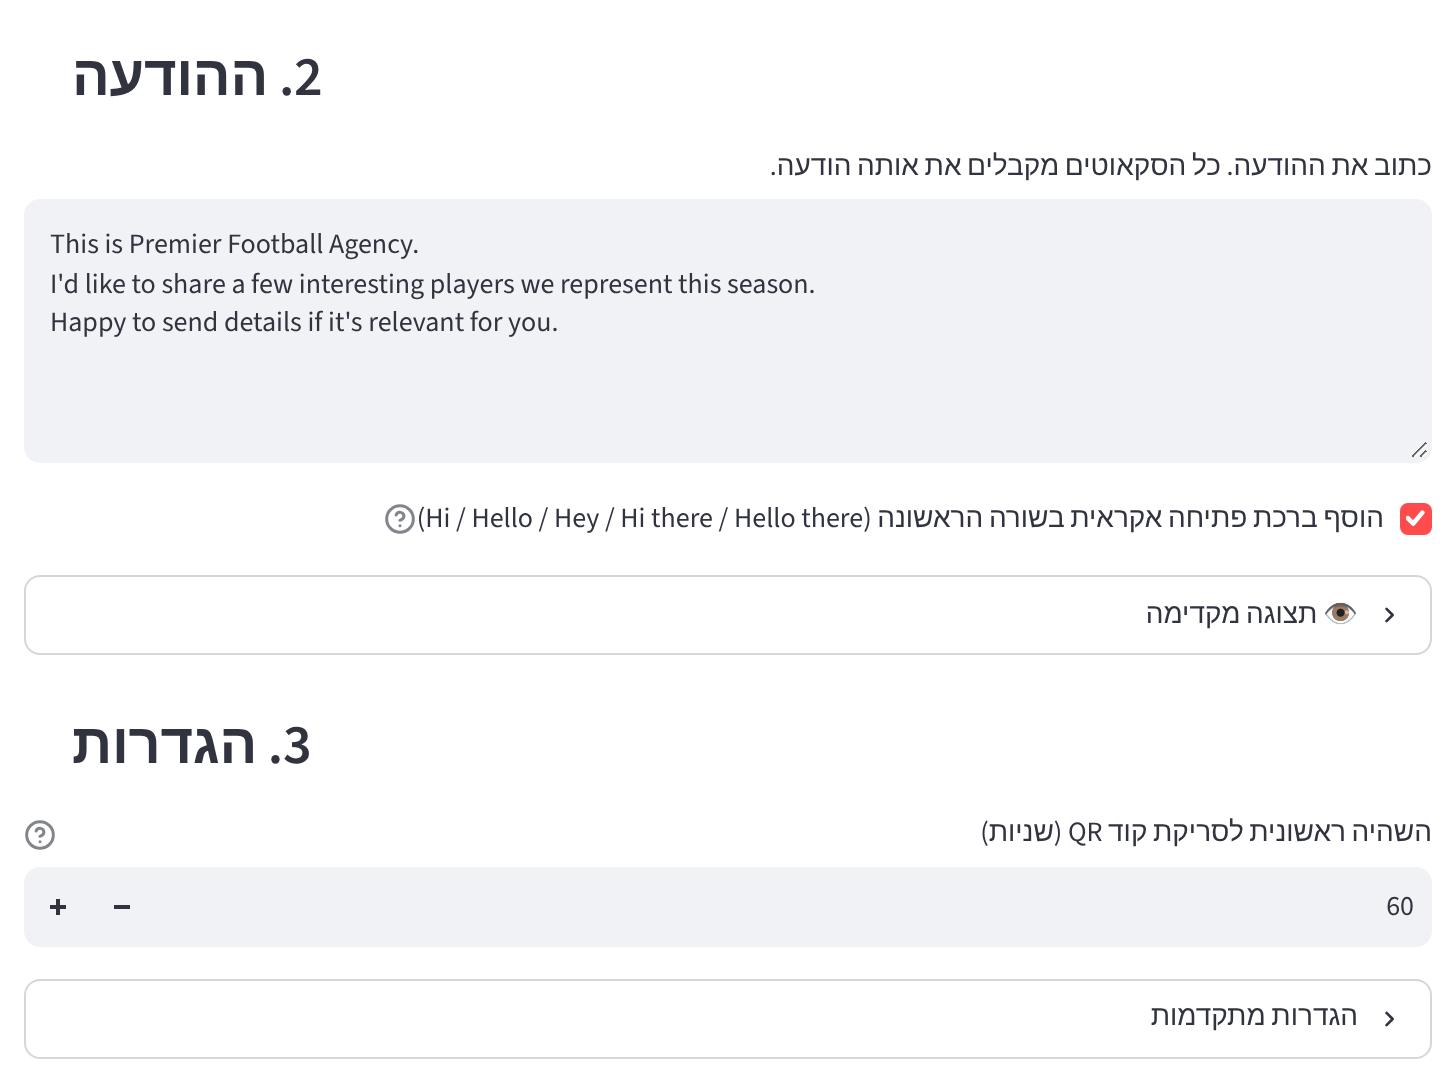 2. ההודעה
כתוב את ההודעה. כל הסקאוטים מקבלים את אותה הודעה.
This is Premier Football Agency.
I'd like to share a few interesting players we represent this season.
Happy to send details if it's relevant for you.
הוסף ברכת פתיחה אקראית בשורה הראשונה (Hi / Hello / Hey / Hi there / Hello there)
👁️ תצוגה מקדימה
3. הגדרות
השהיה ראשונית לסריקת קוד QR (שניות)
60
הגדרות מתקדמות